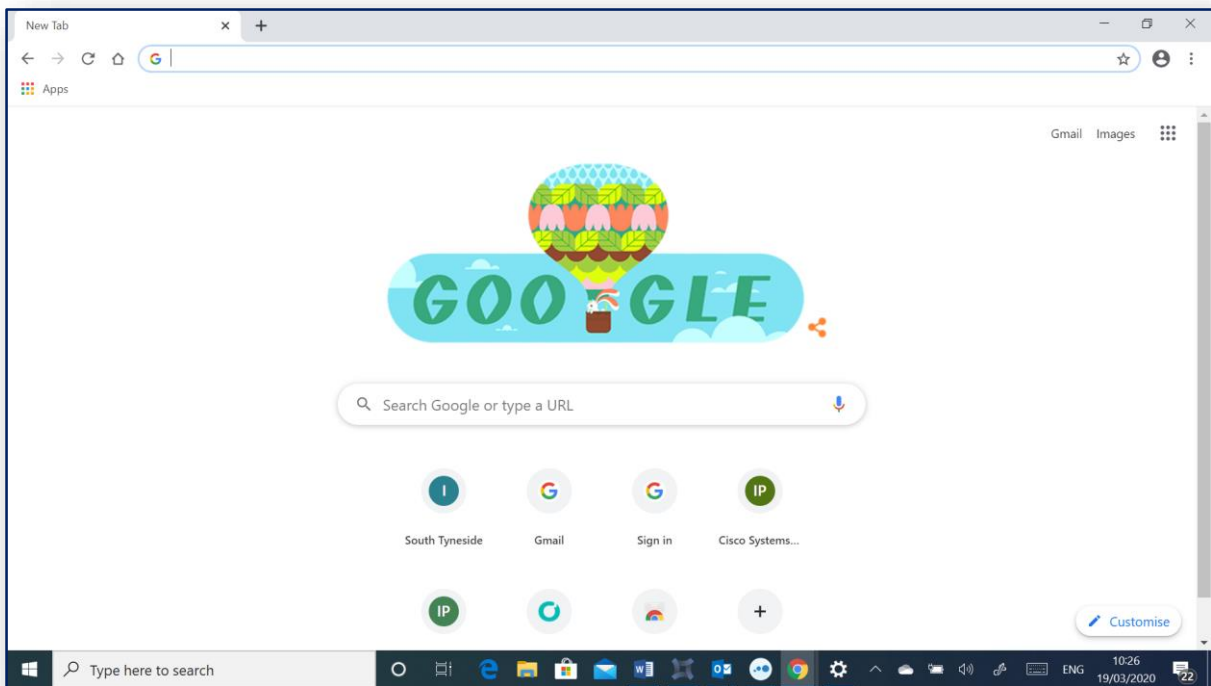 New Tab
Apps
Gmail Images
GOOGLE
Search Google or type a URL
I
IP
South Tyneside Gmail Sign in Cisco Systems...
IP
Customise
Type here to search
ENG
10:26
19/03/2020
22